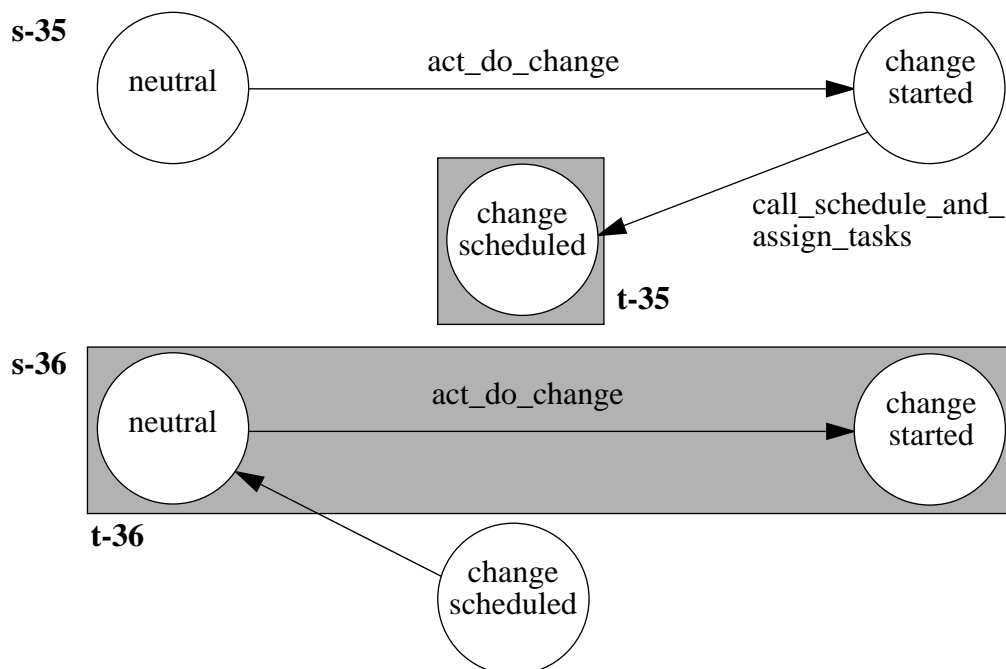 s-35
neutral
act_do_change
change
started
change
scheduled
call_schedule_and_
assign_tasks
t-35
s-36
neutral
act_do_change
change
started
t-36
change
scheduled